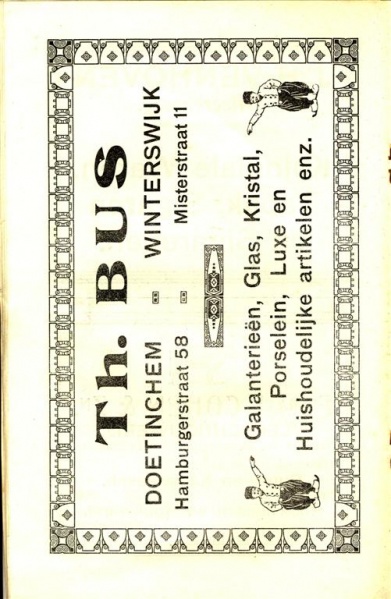 Th. BUS
DOETINCHEM WINTERSWIJK
Hamburgerstraat 58 Misterstraat 11
Galanterieën, Glas, Kristal,
Porselein, Luxe en
Huishoudelijke artikelen enz.